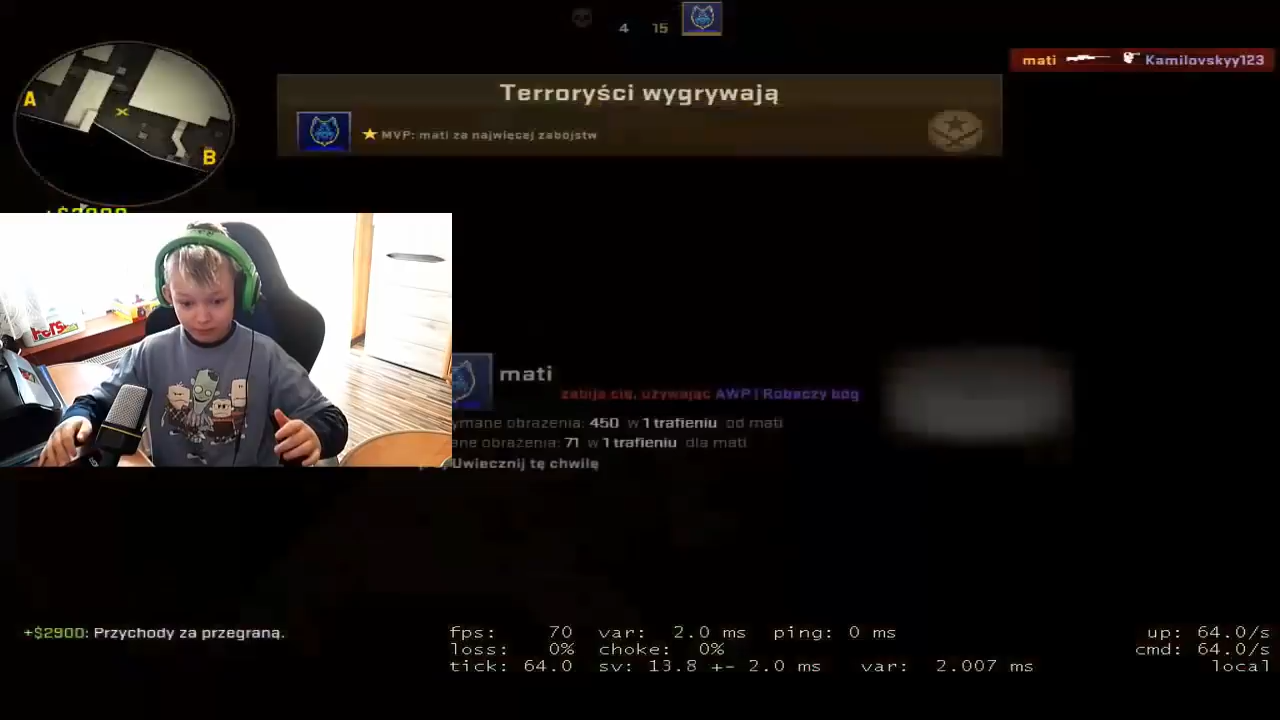 4 15
mati Kamilovskyy123
Terroryści wygrywają
MVP: mati za najwięcej zabójstw
A
B
mati
zabija cię, używając AWP | Roboczy bóg
ymane obrażenia: 450 w 1 trafieniu od mati
ane obrażenia: 71 w 1 trafieniu dla mati
Uwiecznij tę chwilę
+$2900: Przychody za przegraną.
fps: 70 var: 2.0 ms ping: 0 ms
loss: 0% choke: 0%
tick: 64.0 sv: 13.8 +- 2.0 ms var: 2.007 ms
up: 64.0/s
cmd: 64.0/s
local